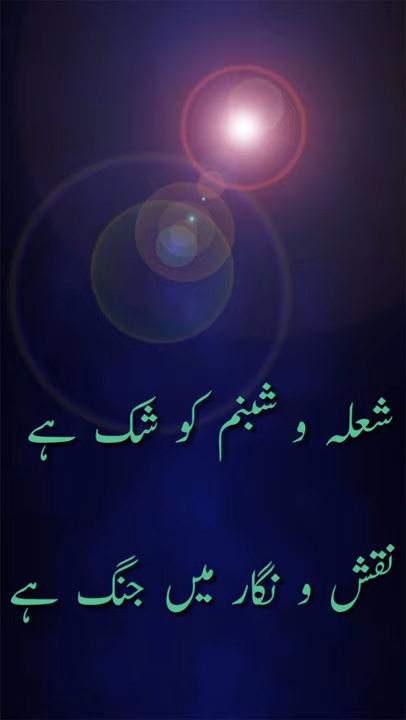 شعلہ و شبنم کو شک ہے
نقش و نگار میں جنگ ہے